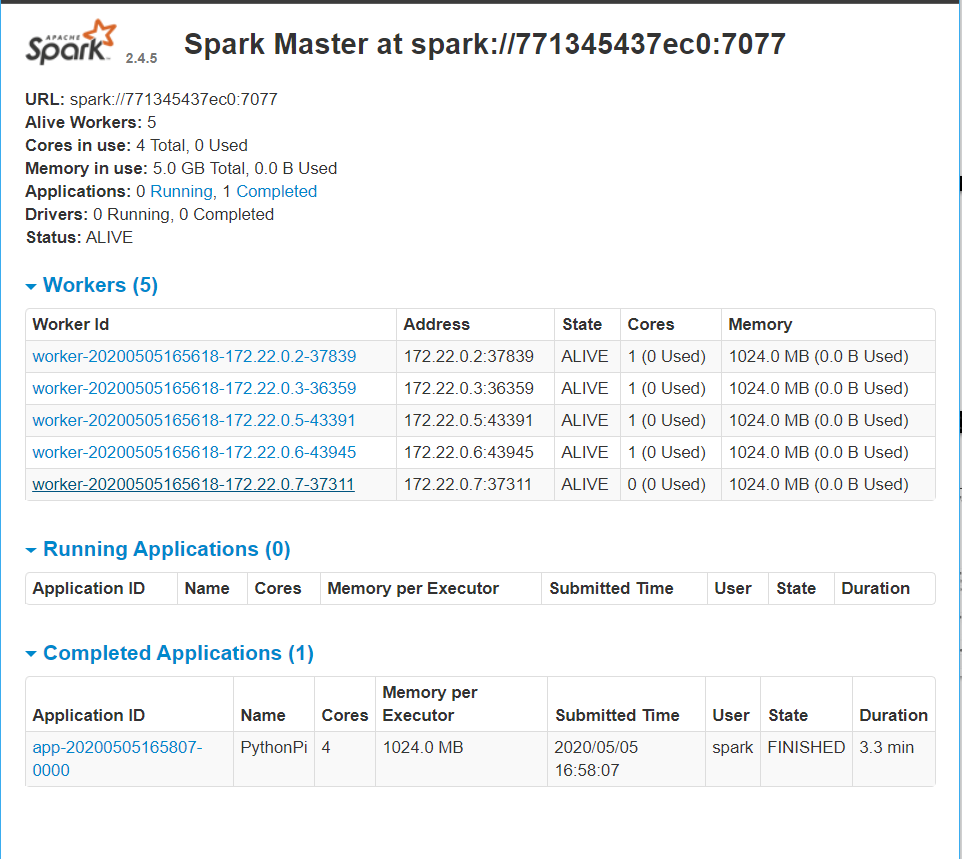 APACHE
Spark 2.4.5 Spark Master at spark://771345437ec0:7077
URL: spark://771345437ec0:7077
Alive Workers: 5
Cores in use: 4 Total, 0 Used
Memory in use: 5.0 GB Total, 0.0 B Used
Applications: 0 Running, 1 Completed
Drivers: 0 Running, 0 Completed
Status: ALIVE
Workers (5)
Worker Id Address State Cores Memory
worker-20200505165618-172.22.0.2-37839 172.22.0.2:37839 ALIVE 1 (0 Used) 1024.0 MB (0.0 B Used)
worker-20200505165618-172.22.0.3-36359 172.22.0.3:36359 ALIVE 1 (0 Used) 1024.0 MB (0.0 B Used)
worker-20200505165618-172.22.0.5-43391 172.22.0.5:43391 ALIVE 1 (0 Used) 1024.0 MB (0.0 B Used)
worker-20200505165618-172.22.0.6-43945 172.22.0.6:43945 ALIVE 1 (0 Used) 1024.0 MB (0.0 B Used)
worker-20200505165618-172.22.0.7-37311 172.22.0.7:37311 ALIVE 0 (0 Used) 1024.0 MB (0.0 B Used)
Running Applications (0)
Application ID Name Cores Memory per Executor Submitted Time User State Duration
Completed Applications (1)
Memory per
Application ID Name Cores Executor Submitted Time User State Duration
app-20200505165807- PythonPi 4 1024.0 MB 2020/05/05 spark FINISHED 3.3 min
0000 16:58:07